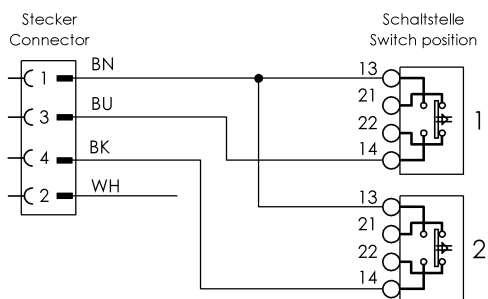 Stecker
Connector
Schaltstelle
Switch position
1 BN
3 BU
4 BK
2 WH
13
21
22
14
1
13
21
22
14
2